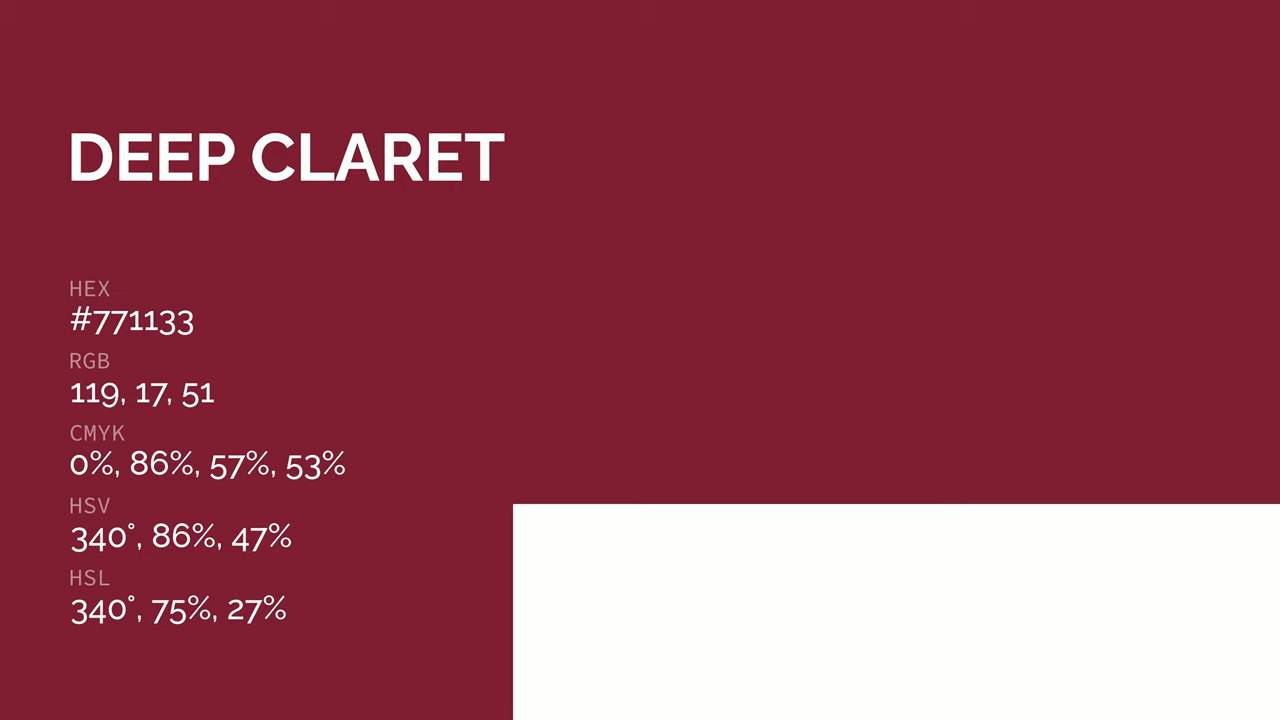 DEEP CLARET
HEX
#771133
RGB
119, 17, 51
CMYK
0%, 86%, 57%, 53%
HSV
340°, 86%, 47%
HSL
340°, 75%, 27%